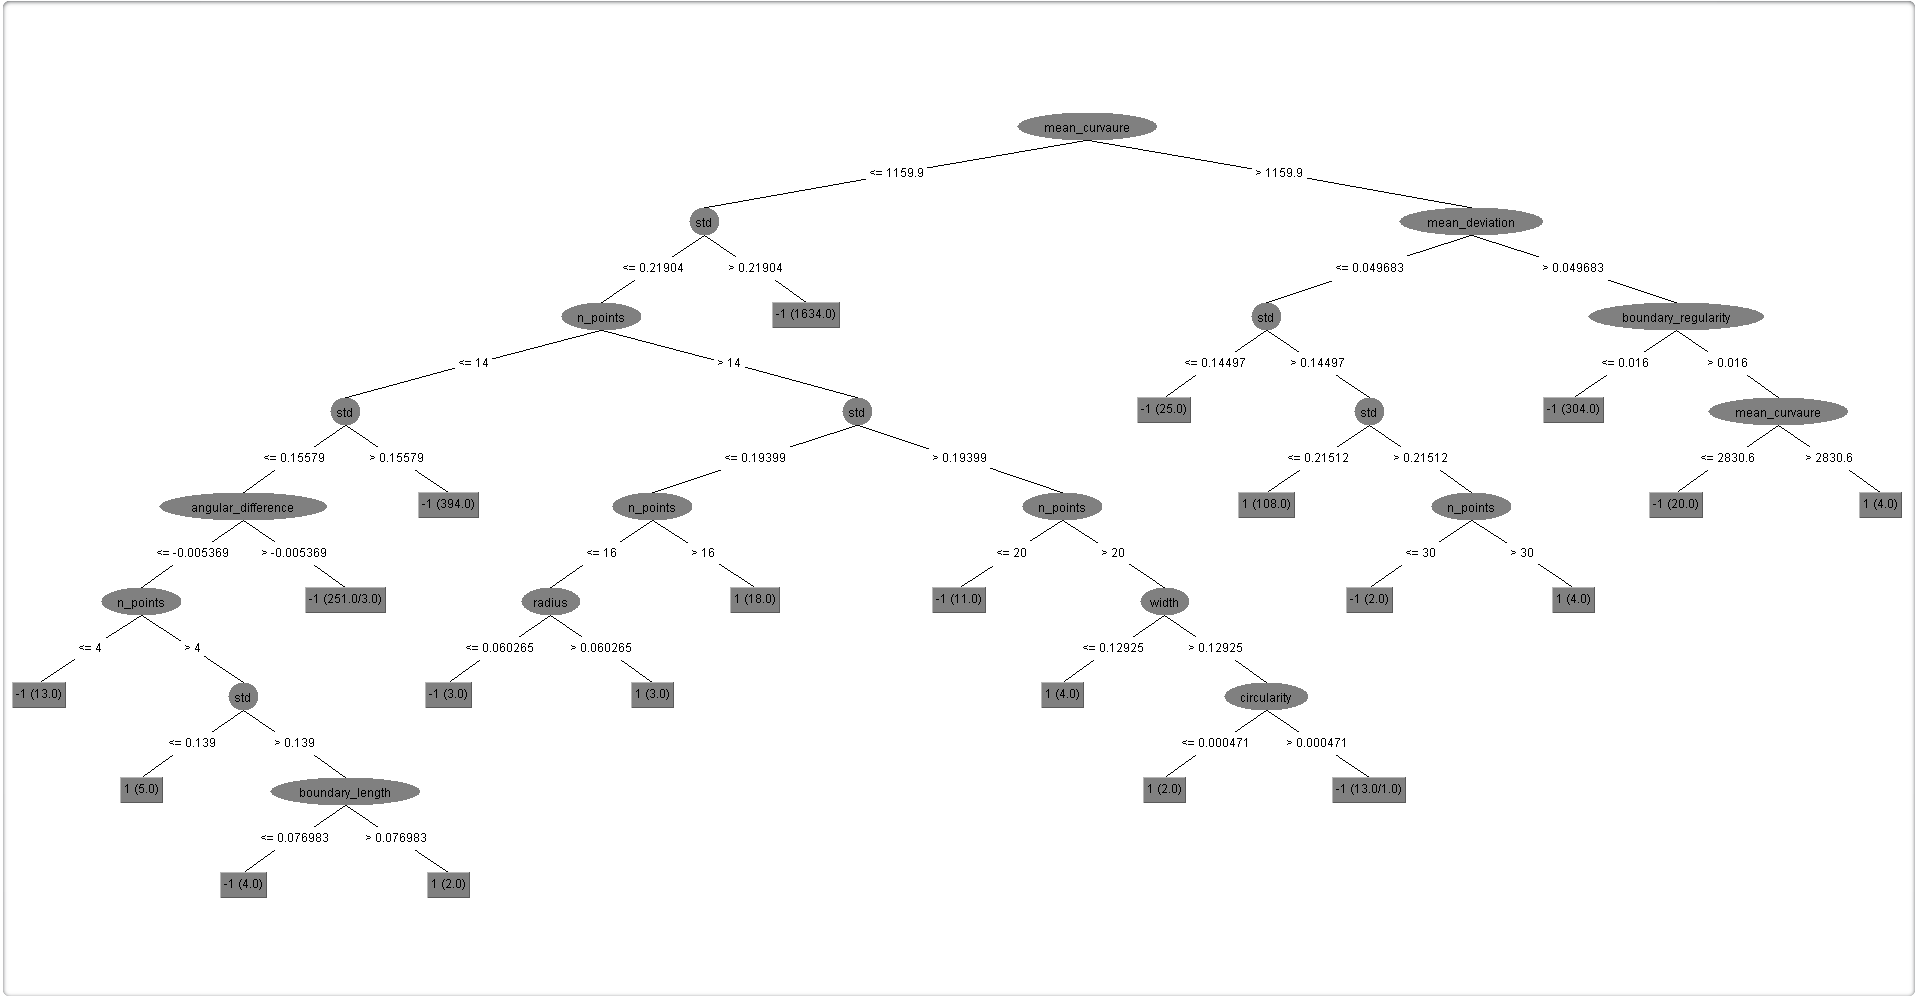 mean_curvaure
<= 1159.9 > 1159.9
std mean_deviation
<= 0.21904 > 0.21904 <= 0.049683 > 0.049683
n_points -1 (1634.0) std boundary_regularity
<= 14 > 14 <= 0.14497 > 0.14497 <= 0.016 > 0.016
std std -1 (25.0) std -1 (304.0) mean_curvaure
<= 0.15579 > 0.15579 <= 0.19399 > 0.19399 <= 0.21512 > 0.21512 <= 2830.6 > 2830.6
angular_difference -1 (394.0) n_points n_points 1 (108.0) n_points -1 (20.0) 1 (4.0)
<= -0.005369 > -0.005369 <= 16 > 16 <= 20 > 20 <= 30 > 30
n_points -1 (251.0/3.0) radius 1 (18.0) -1 (11.0) width -1 (2.0) 1 (4.0)
<= 4 > 4 <= 0.060265 > 0.060265 <= 0.12925 > 0.12925
-1 (13.0) std -1 (3.0) 1 (3.0) 1 (4.0) circularity
<= 0.139 > 0.139 <= 0.000471 > 0.000471
1 (5.0) boundary_length 1 (2.0) -1 (13.0/1.0)
<= 0.076983 > 0.076983
-1 (4.0) 1 (2.0)